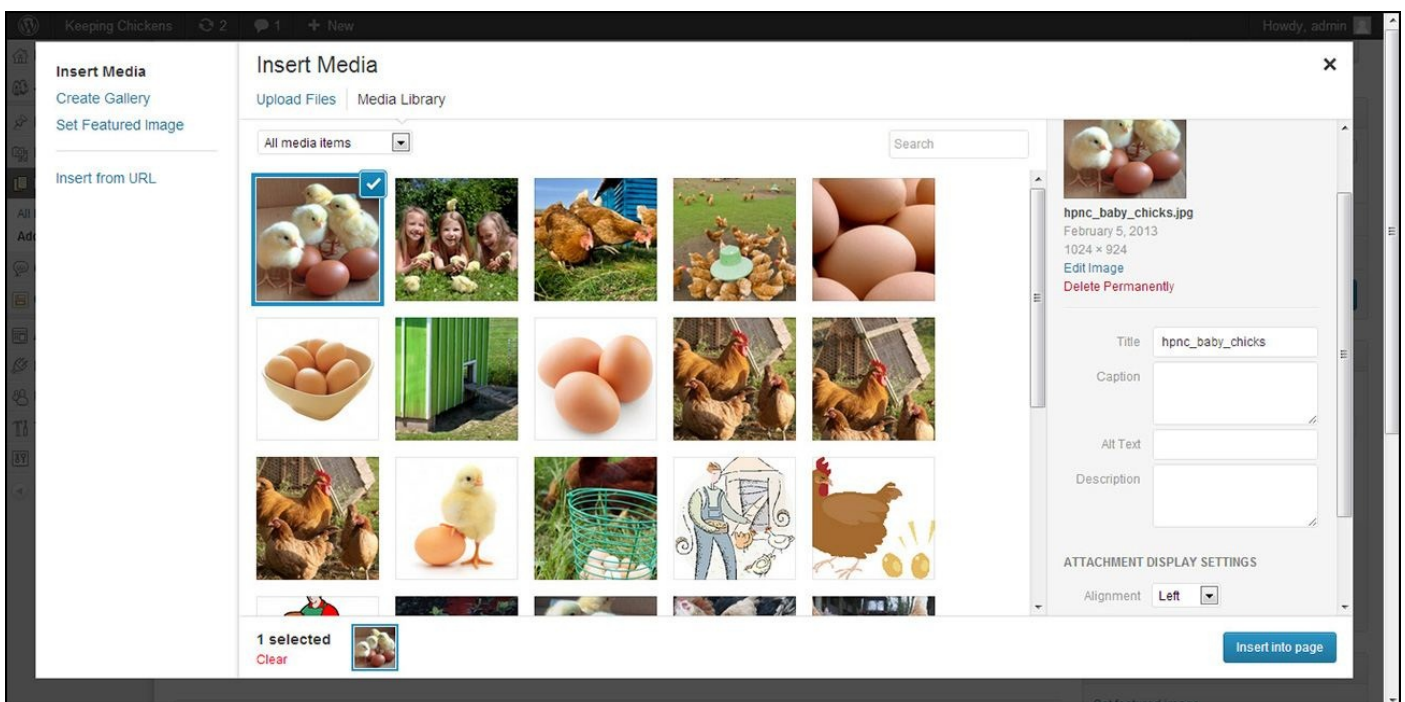 Keeping Chickens 2 1 + New Howdy, admin
Insert Media
Create Gallery
Set Featured Image
Insert from URL
Insert Media
Upload Files Media Library
All media items Search
hpnc_baby_chicks.jpg
February 5, 2013
1024 × 924
Edit Image
Delete Permanently
Title hpnc_baby_chicks
Caption
Alt Text
Description
ATTACHMENT DISPLAY SETTINGS
Alignment Left
1 selected
Clear
Insert into page